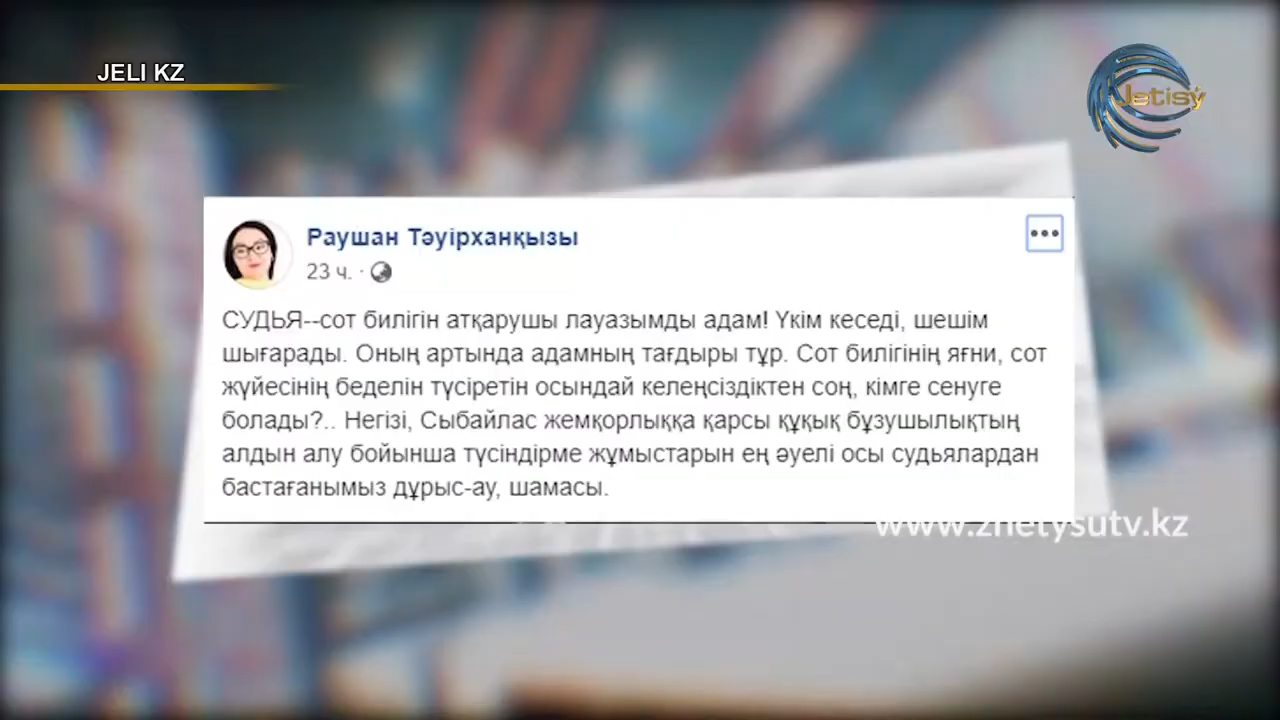 JELI KZ
Jetisý
Раушан Тәуірханқызы
23 ч. ·
СУДЬЯ--сот билігін атқарушы лауазымды адам! Үкім кеседі, шешім
шығарады. Оның артында адамның тағдыры тұр. Сот билігінің яғни, сот
жүйесінің беделін түсіретін осындай келеңсіздіктен соң, кімге сенуге
болады?.. Негізі, Сыбайлас жемқорлыққа қарсы құқық бұзушылықтың
алдын алу бойынша түсіндірме жұмыстарын ең әуелі осы судьялардан
бастағанымыз дұрыс-ау, шамасы.
www.zhetysutv.kz